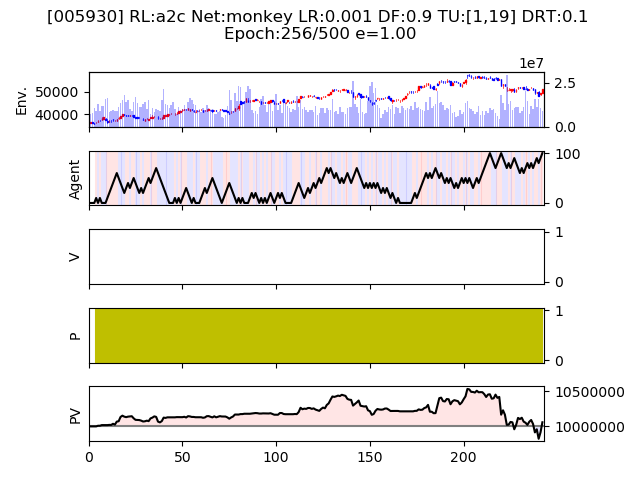 [005930] RL:a2c Net:monkey LR:0.001 DF:0.9 TU:[1,19] DRT:0.1
Epoch:256/500 e=1.00
1e7
Env.
50000
40000
2.5
0.0
Agent
100
0
V
1
0
P
1
0
PV
10500000
10000000
0
50
100
150
200